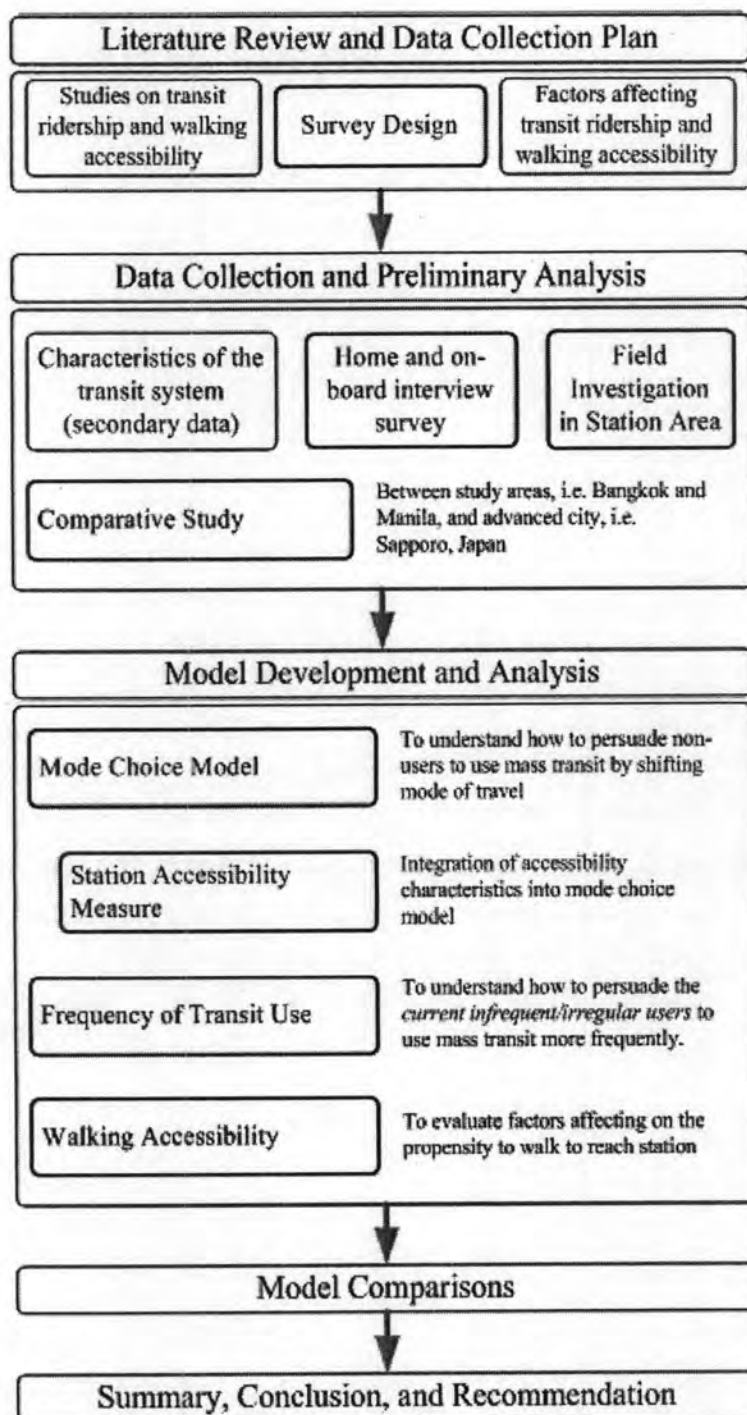 Literature Review and Data Collection Plan
Studies on transit
ridership and walking
accessibility
Survey Design
Factors affecting
transit ridership and
walking accessibility
Data Collection and Preliminary Analysis
Characteristics of the
transit system
(secondary data)
Home and on-
board interview
survey
Field
Investigation
in Station Area
Comparative Study
Between study areas, i.e. Bangkok and
Manila, and advanced city, i.e.
Sapporo, Japan
Model Development and Analysis
Mode Choice Model
To understand how to persuade non-
users to use mass transit by shifting
mode of travel
Station Accessibility
Measure
Integration of accessibility
characteristics into mode choice
model
Frequency of Transit Use
To understand how to persuade the
current infrequent/irregular users to
use mass transit more frequently.
Walking Accessibility
To evaluate factors affecting on the
propensity to walk to reach station
Model Comparisons
Summary, Conclusion, and Recommendation